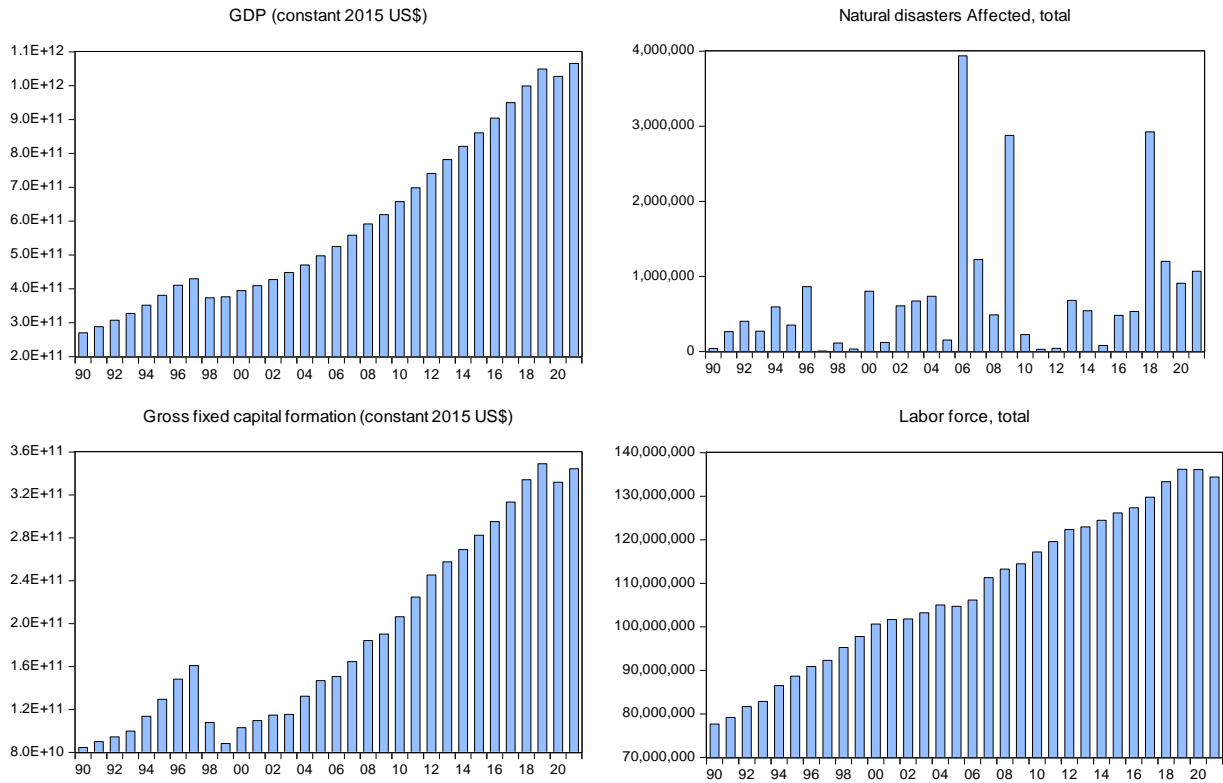 GDP (constant 2015 US$)
1.1E+12
1.0E+12
9.0E+11
8.0E+11
7.0E+11
6.0E+11
5.0E+11
4.0E+11
3.0E+11
2.0E+11
90 92 94 96 98 00 02 04 06 08 10 12 14 16 18 20
Natural disasters Affected, total
4,000,000
3,000,000
2,000,000
1,000,000
0
90 92 94 96 98 00 02 04 06 08 10 12 14 16 18 20
Gross fixed capital formation (constant 2015 US$)
3.6E+11
3.2E+11
2.8E+11
2.4E+11
2.0E+11
1.6E+11
1.2E+11
8.0E+10
90 92 94 96 98 00 02 04 06 08 10 12 14 16 18 20
Labor force, total
140,000,000
130,000,000
120,000,000
110,000,000
100,000,000
90,000,000
80,000,000
70,000,000
90 92 94 96 98 00 02 04 06 08 10 12 14 16 18 20